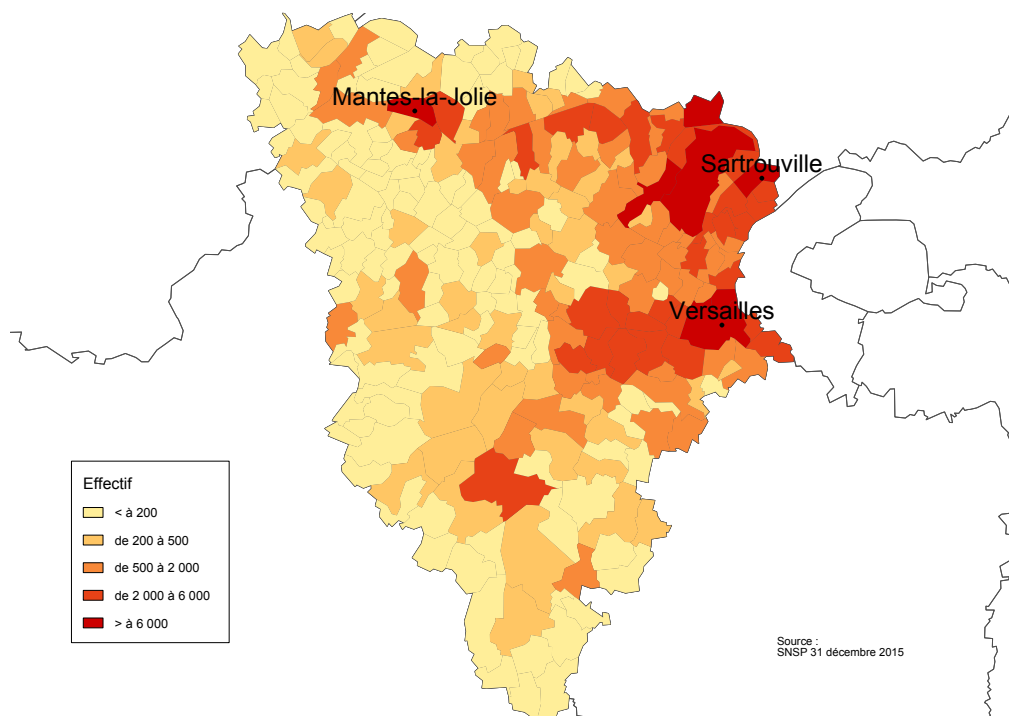 Mantes-la-Jolie
Sartrouville
Versailles
Effectif
< à 200
de 200 à 500
de 500 à 2 000
de 2 000 à 6 000
> à 6 000
Source :
SNSP 31 décembre 2015